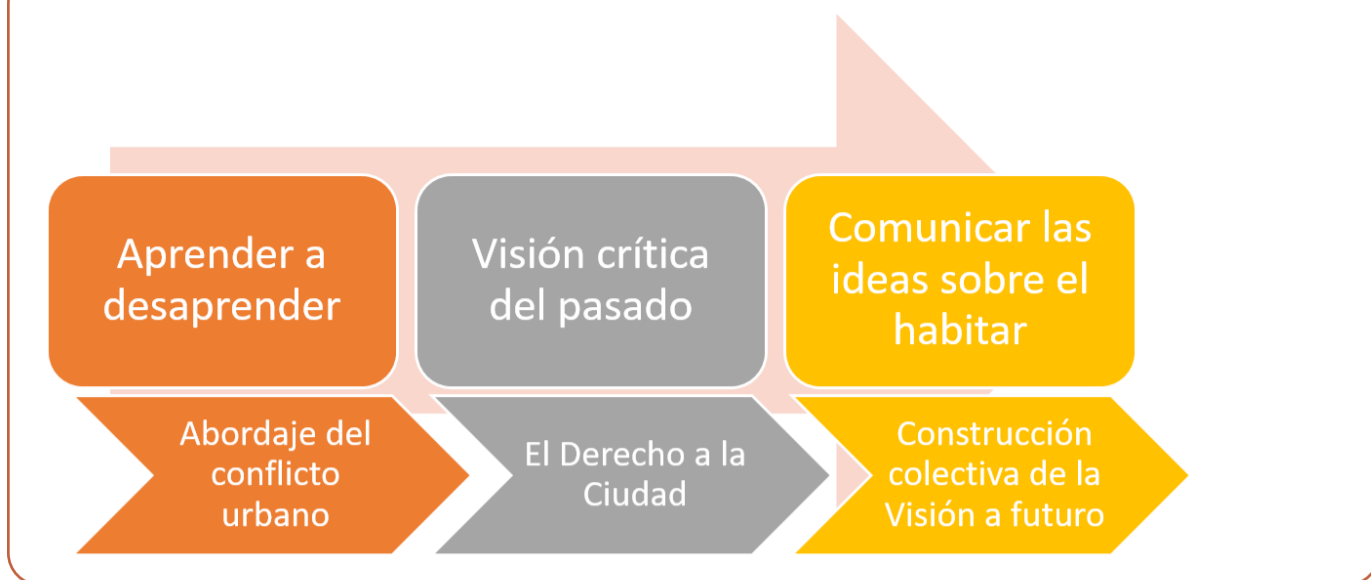 Aprender a
desaprender
Visión crítica
del pasado
Comunicar las
ideas sobre el
habitar
Abordaje del
conflicto
urbano
El Derecho a la
Ciudad
Construcción
colectiva de la
Visión a futuro